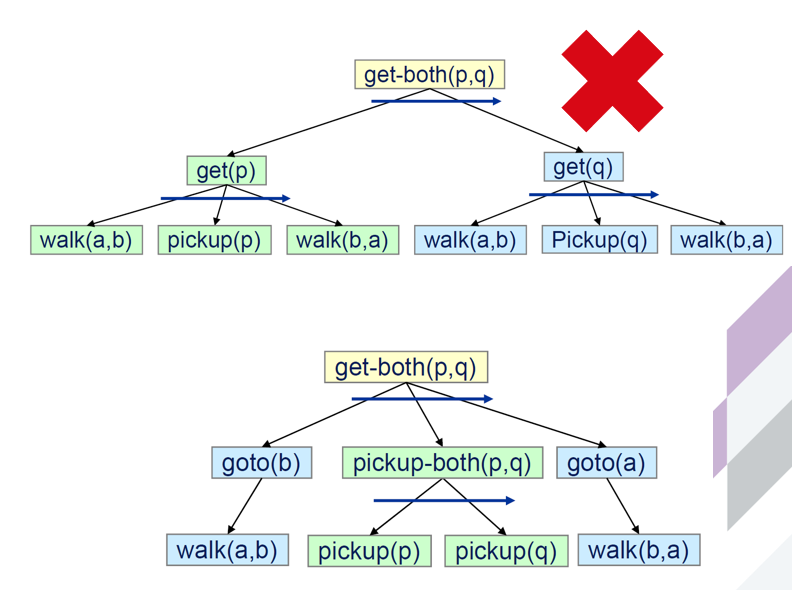 get-both(p,q)
get(p)
get(q)
walk(a,b)
pickup(p)
walk(b,a)
walk(a,b)
Pickup(q)
walk(b,a)
get-both(p,q)
goto(b)
pickup-both(p,q)
goto(a)
walk(a,b)
pickup(p)
pickup(q)
walk(b,a)